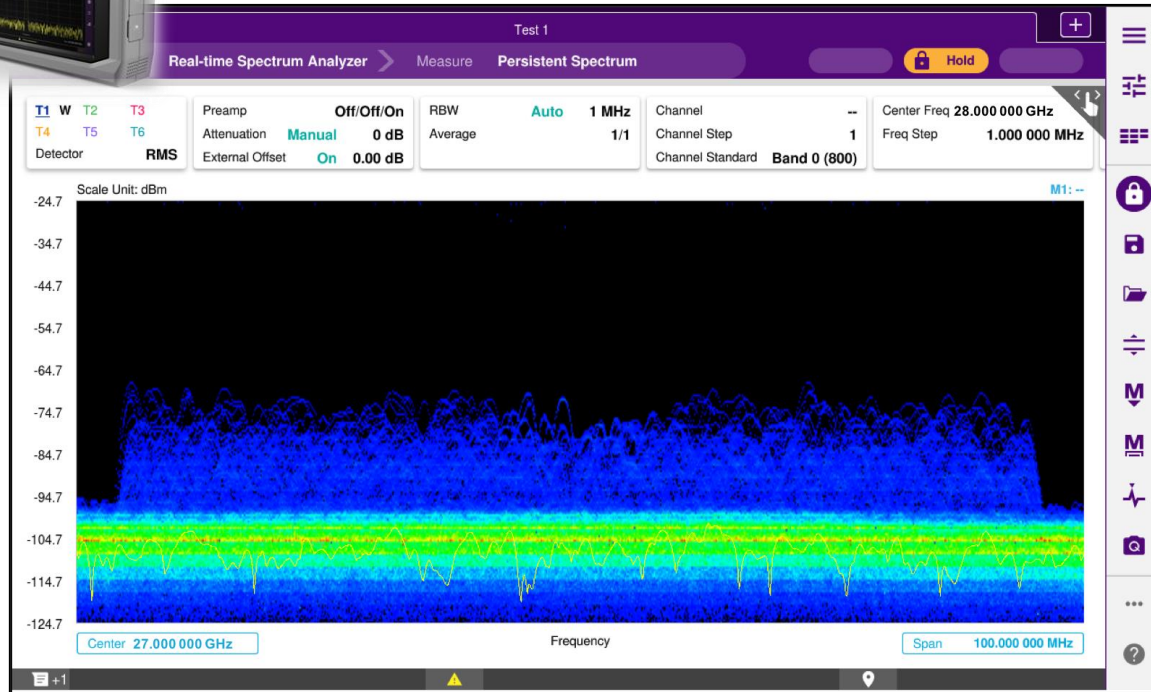 Test 1
+
Real-time Spectrum Analyzer Measure Persistent Spectrum
Hold
T1 W T2 T3
T4 T5 T6
Detector RMS
Preamp Off/Off/On
Attenuation Manual 0 dB
External Offset On 0.00 dB
RBW Auto 1 MHz
Average 1/1
Channel --
Channel Step 1
Channel Standard Band 0 (800)
Center Freq 28.000 000 GHz
Freq Step 1.000 000 MHz
Scale Unit: dBm
M1: --
-24.7
-34.7
-44.7
-54.7
-64.7
-74.7
-84.7
-94.7
-104.7
-114.7
-124.7
Center 27.000 000 GHz
Frequency
Span 100.000 000 MHz
+1
M
M
Q
...
?